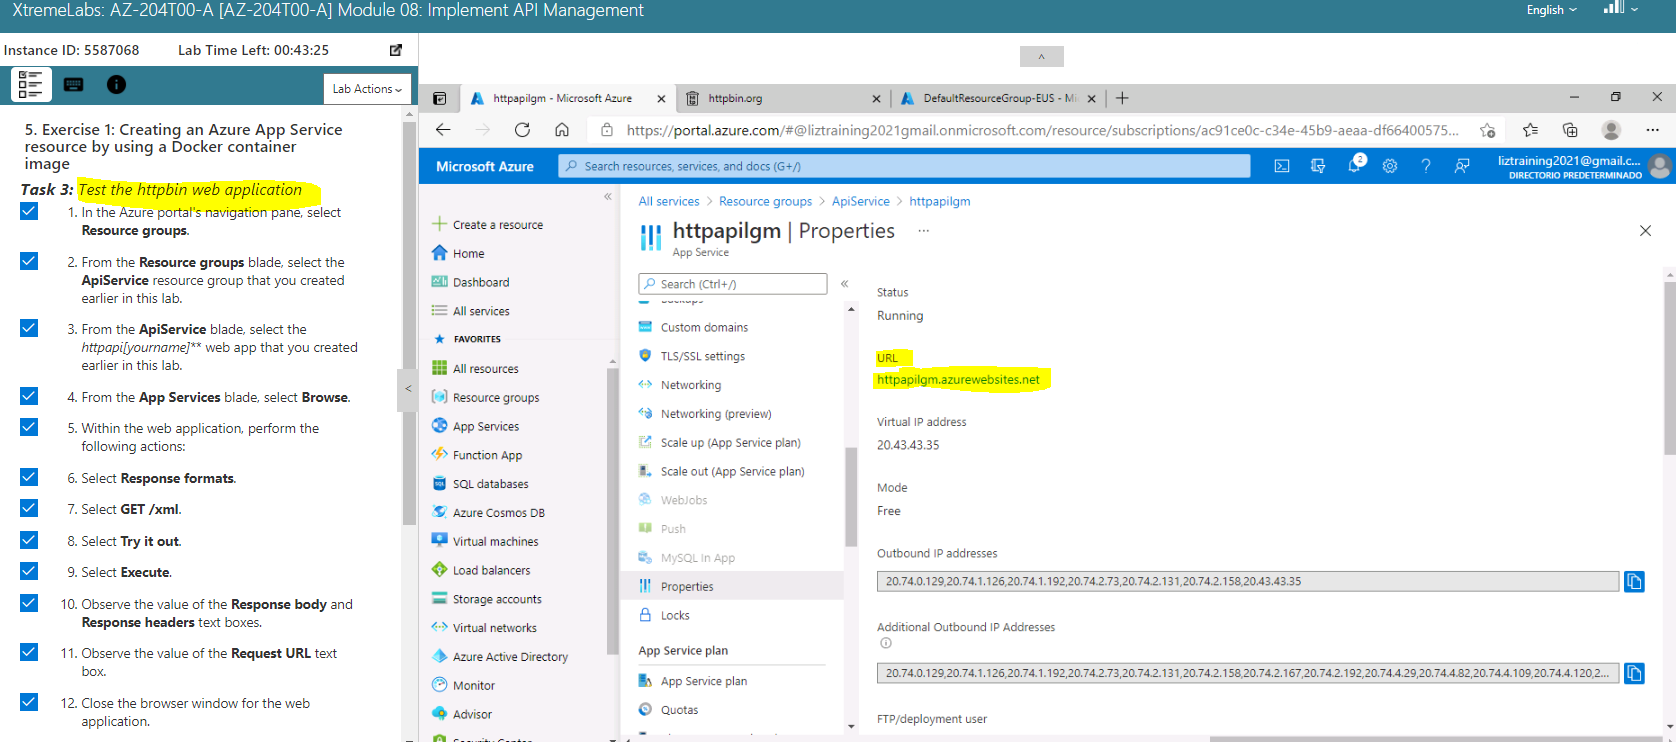 XtremeLabs: AZ-204T00-A [AZ-204T00-A] Module 08: Implement API Management
English
Instance ID: 5587068 Lab Time Left: 00:43:25
Lab Actions
5. Exercise 1: Creating an Azure App Service
resource by using a Docker container
image
Task 3: Test the httpbin web application
1. In the Azure portal's navigation pane, select
Resource groups.
2. From the Resource groups blade, select the
ApiService resource group that you created
earlier in this lab.
3. From the ApiService blade, select the
httpapi[yourname]** web app that you created
earlier in this lab.
4. From the App Services blade, select Browse.
5. Within the web application, perform the
following actions:
6. Select Response formats.
7. Select GET /xml.
8. Select Try it out.
9. Select Execute.
10. Observe the value of the Response body and
Response headers text boxes.
11. Observe the value of the Request URL text
box.
12. Close the browser window for the web
application.
httpapilgm - Microsoft Azure
httpbin.org
DefaultResourceGroup-EUS - Mi
https://portal.azure.com/#@liztraining2021gmail.onmicrosoft.com/resource/subscriptions/ac91ce0c-c34e-45b9-aeaa-df66400575...
Microsoft Azure
Search resources, services, and docs (G+/)
2
liztraining2021@gmail.c...
DIRECTORIO PREDETERMINADO
Create a resource
Home
Dashboard
All services
FAVORITES
All resources
Resource groups
App Services
Function App
SQL databases
Azure Cosmos DB
Virtual machines
Load balancers
Storage accounts
Virtual networks
Azure Active Directory
Monitor
Advisor
Security Center
All services > Resource groups > ApiService > httpapilgm
httpapilgm | Properties ...
App Service
Search (Ctrl+/)
Backups
Custom domains
TLS/SSL settings
Networking
Networking (preview)
Scale up (App Service plan)
Scale out (App Service plan)
WebJobs
Push
MySQL In App
Properties
Locks
App Service plan
App Service plan
Quotas
Status
Running
URL
httpapilgm.azurewebsites.net
Virtual IP address
20.43.43.35
Mode
Free
Outbound IP addresses
20.74.0.129,20.74.1.126,20.74.1.192,20.74.2.73,20.74.2.131,20.74.2.158,20.43.43.35
Additional Outbound IP Addresses
20.74.0.129,20.74.1.126,20.74.1.192,20.74.2.73,20.74.2.131,20.74.2.158,20.74.2.167,20.74.2.192,20.74.4.29,20.74.4.82,20.74.4.109,20.74.4.120,2...
FTP/deployment user